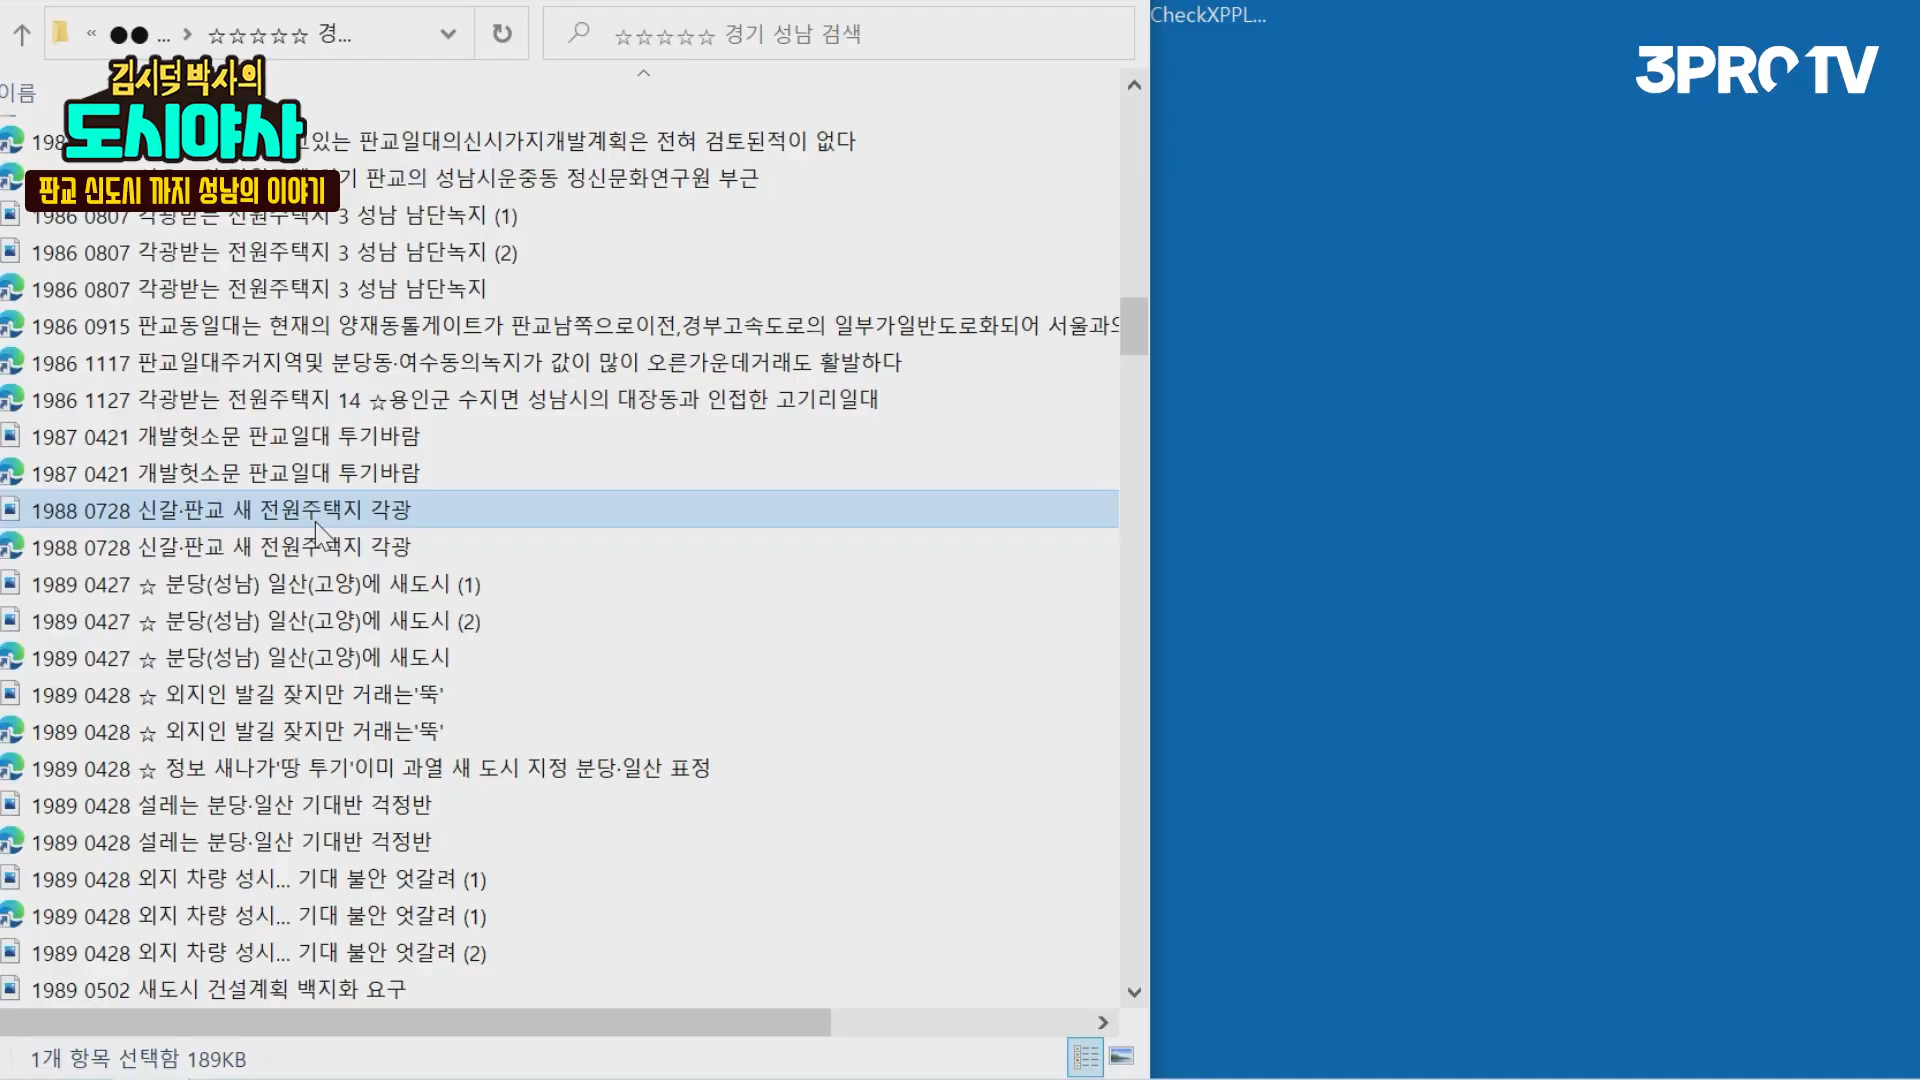 « ●● ... > ☆☆☆☆☆ 경...
☆☆☆☆☆ 경기 성남 검색
CheckXPPL...
3PROTV
이름
김시덕 박사의
도시야사
판교 신도시 까지 성남의 이야기
있는 판교일대의신시가지개발계획은 전혀 검토된적이 없다
기 판교의 성남시운중동 정신문화연구원 부근
1986 0807 각광받는 전원주택지 3 성남 남단녹지 (1)
1986 0807 각광받는 전원주택지 3 성남 남단녹지 (2)
1986 0807 각광받는 전원주택지 3 성남 남단녹지
1986 0915 판교동일대는 현재의 양재동톨게이트가 판교남쪽으로이전,경부고속도로의 일부가일반도로화되어 서울과의
1986 1117 판교일대주거지역및 분당동·여수동의녹지가 값이 많이 오른가운데거래도 활발하다
1986 1127 각광받는 전원주택지 14 ☆용인군 수지면 성남시의 대장동과 인접한 고기리일대
1987 0421 개발헛소문 판교일대 투기바람
1987 0421 개발헛소문 판교일대 투기바람
1988 0728 신갈·판교 새 전원주택지 각광
1988 0728 신갈·판교 새 전원주택지 각광
1989 0427 ☆ 분당(성남) 일산(고양)에 새도시 (1)
1989 0427 ☆ 분당(성남) 일산(고양)에 새도시 (2)
1989 0427 ☆ 분당(성남) 일산(고양)에 새도시
1989 0428 ☆ 외지인 발길 잦지만 거래는'뚝'
1989 0428 ☆ 외지인 발길 잦지만 거래는'뚝'
1989 0428 ☆ 정보 새나가'땅 투기'이미 과열 새 도시 지정 분당·일산 표정
1989 0428 설레는 분당·일산 기대반 걱정반
1989 0428 설레는 분당·일산 기대반 걱정반
1989 0428 외지 차량 성시... 기대 불안 엇갈려 (1)
1989 0428 외지 차량 성시... 기대 불안 엇갈려 (1)
1989 0428 외지 차량 성시... 기대 불안 엇갈려 (2)
1989 0502 새도시 건설계획 백지화 요구
1개 항목 선택함 189KB